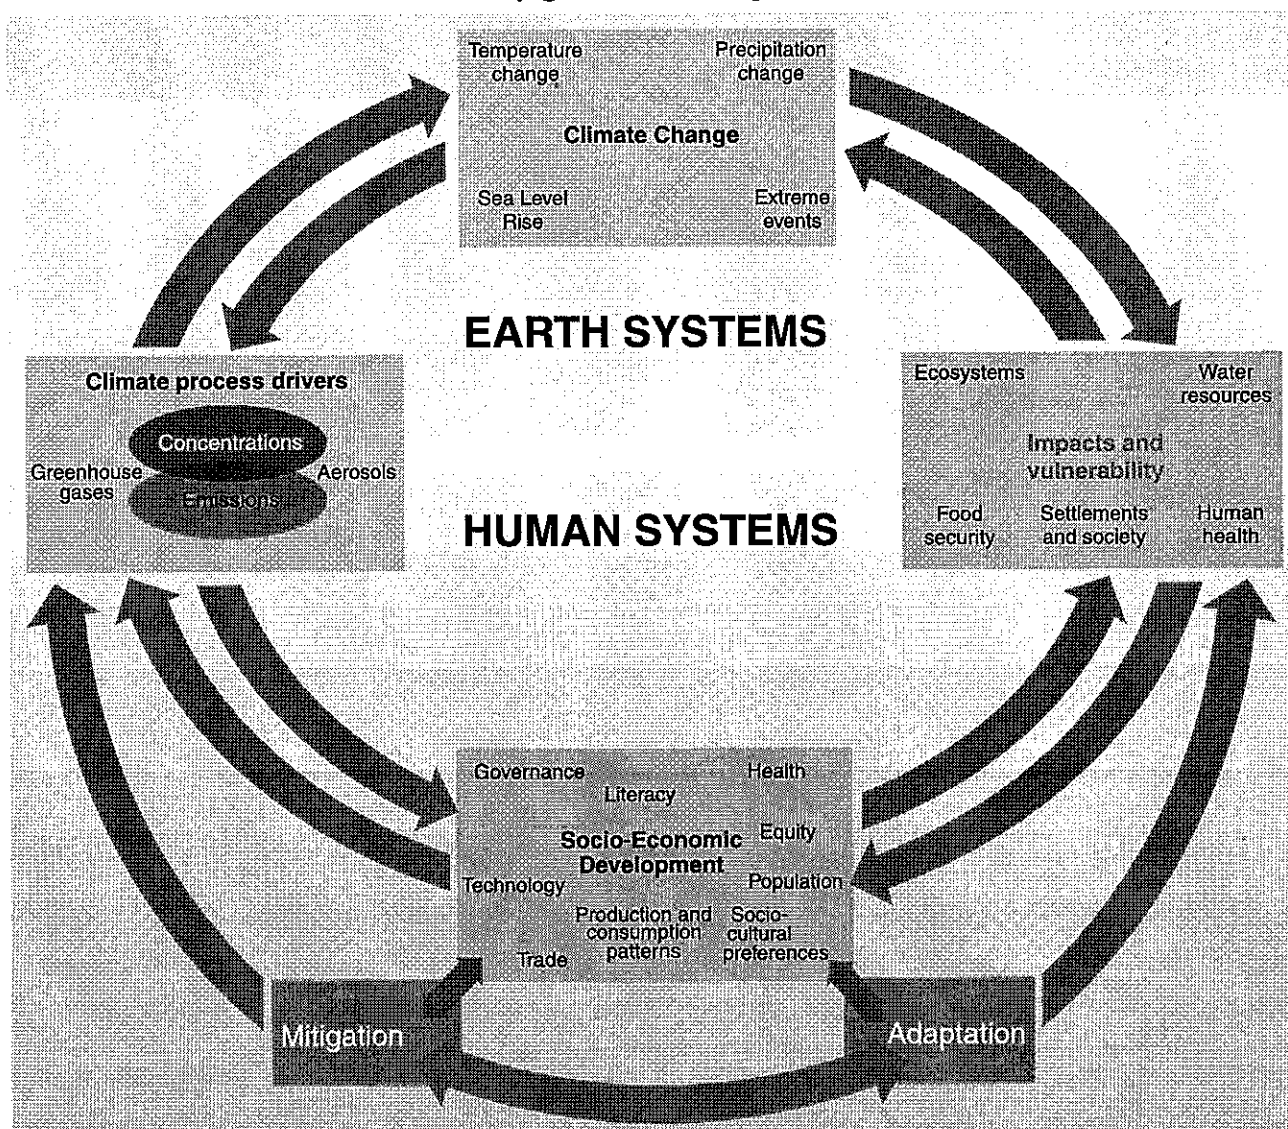 Temperature
change
Precipitation
change
Climate Change
Sea Level
Rise
Extreme
events
EARTH SYSTEMS
Climate process drivers
Concentrations
Greenhouse
gases
Aerosols
Emissions
Ecosystems
Water
resources
Impacts and
vulnerability
Food
security
Settlements
and society
Human
health
HUMAN SYSTEMS
Governance
Health
Literacy
Socio-Economic
Development
Equity
Technology
Population
Production and
consumption
patterns
Socio-
cultural
preferences
Trade
Mitigation
Adaptation